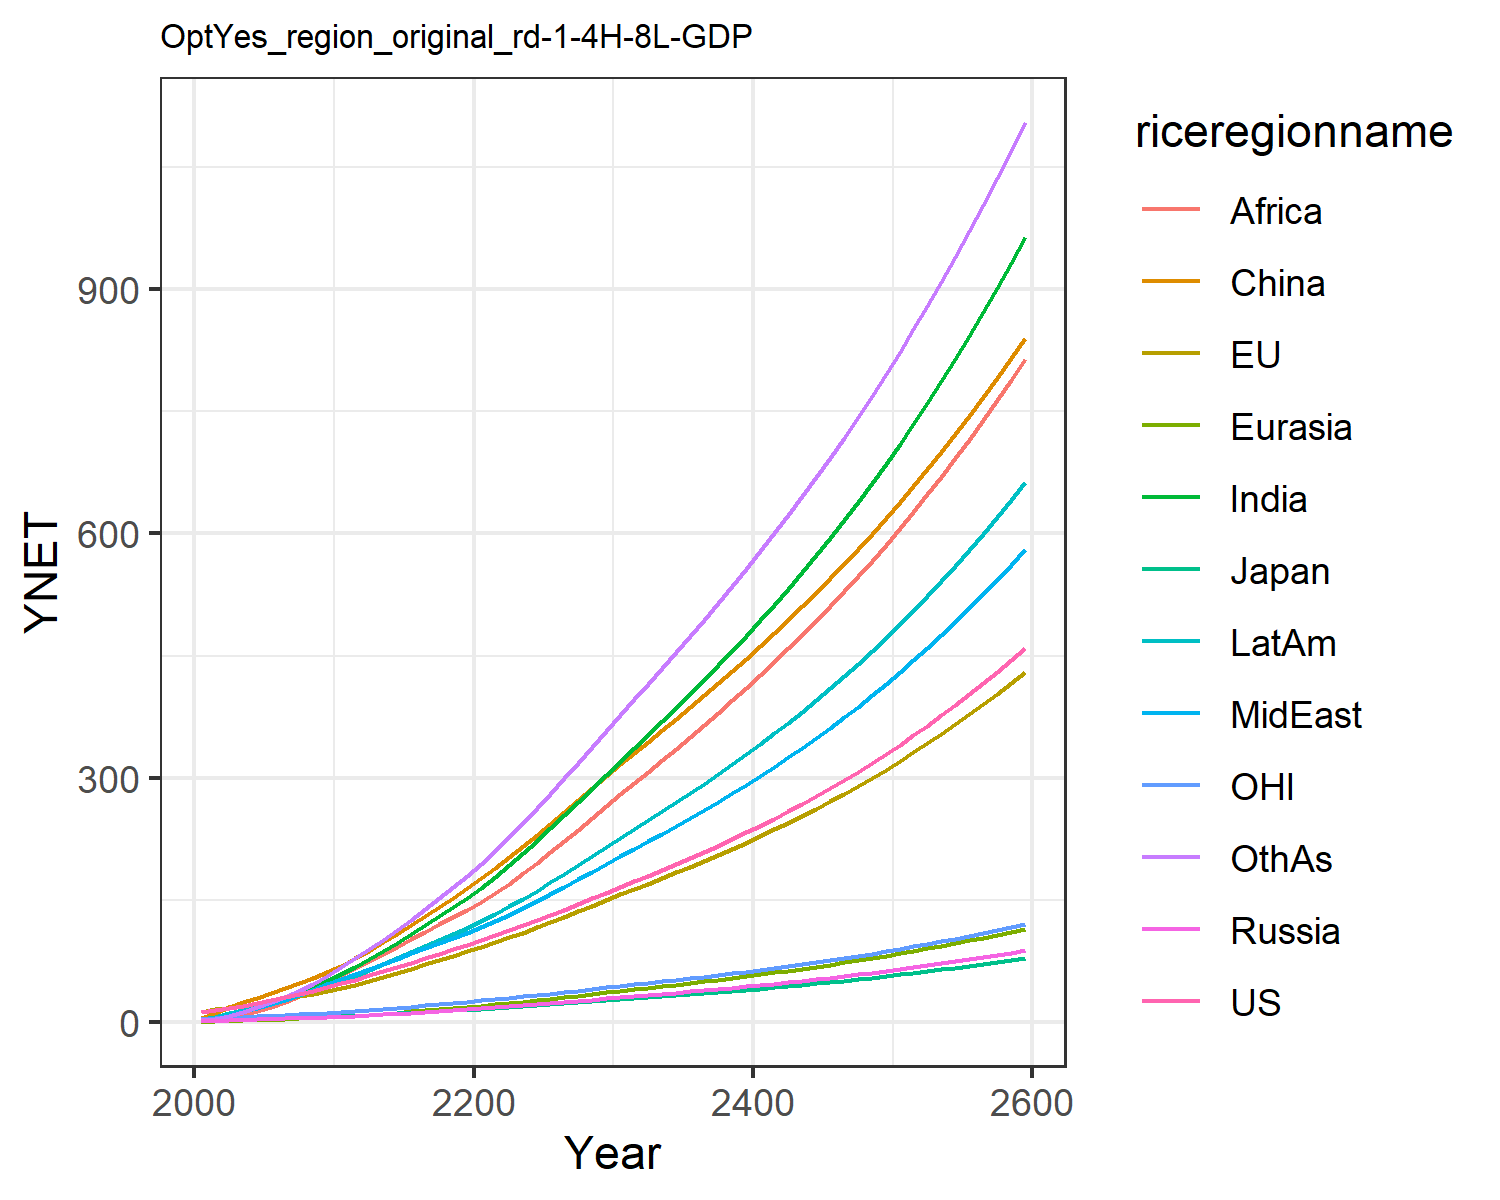 OptYes_region_original_rd-1-4H-8L-GDP
YNET
900
600
300
0
2000 2200 2400 2600
Year
riceregionname
Africa
China
EU
Eurasia
India
Japan
LatAm
MidEast
OHI
OthAs
Russia
US